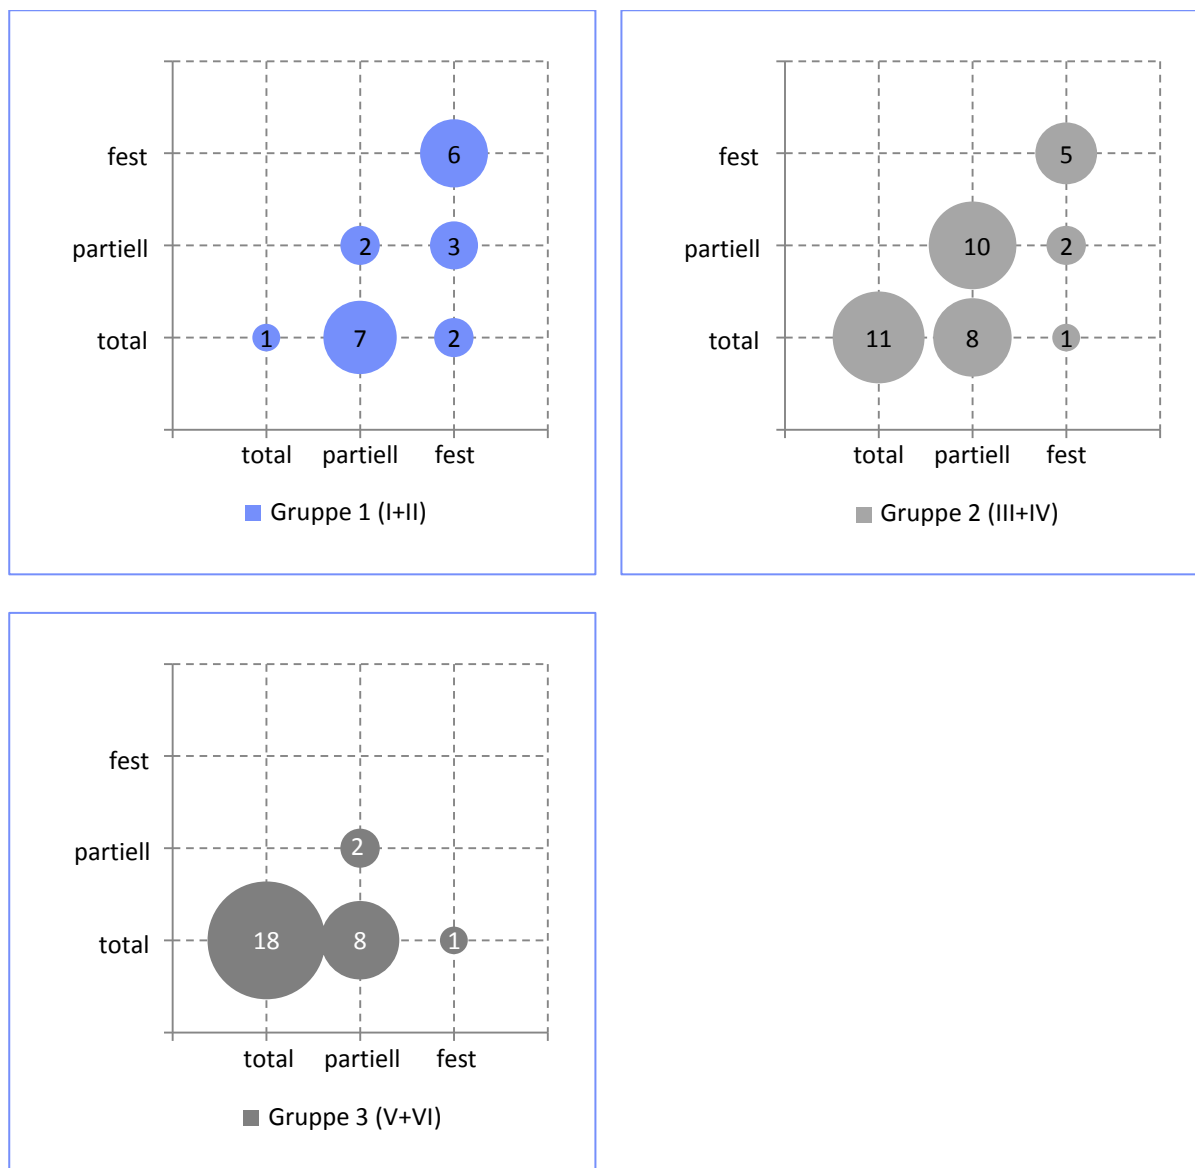 fest
6
partiell
2
3
total
1
7
2
total partiell fest
Gruppe 1 (I+II)
fest
5
partiell
10
2
total
11
8
1
total partiell fest
Gruppe 2 (III+IV)
fest
partiell
2
total
18
8
1
total partiell fest
Gruppe 3 (V+VI)